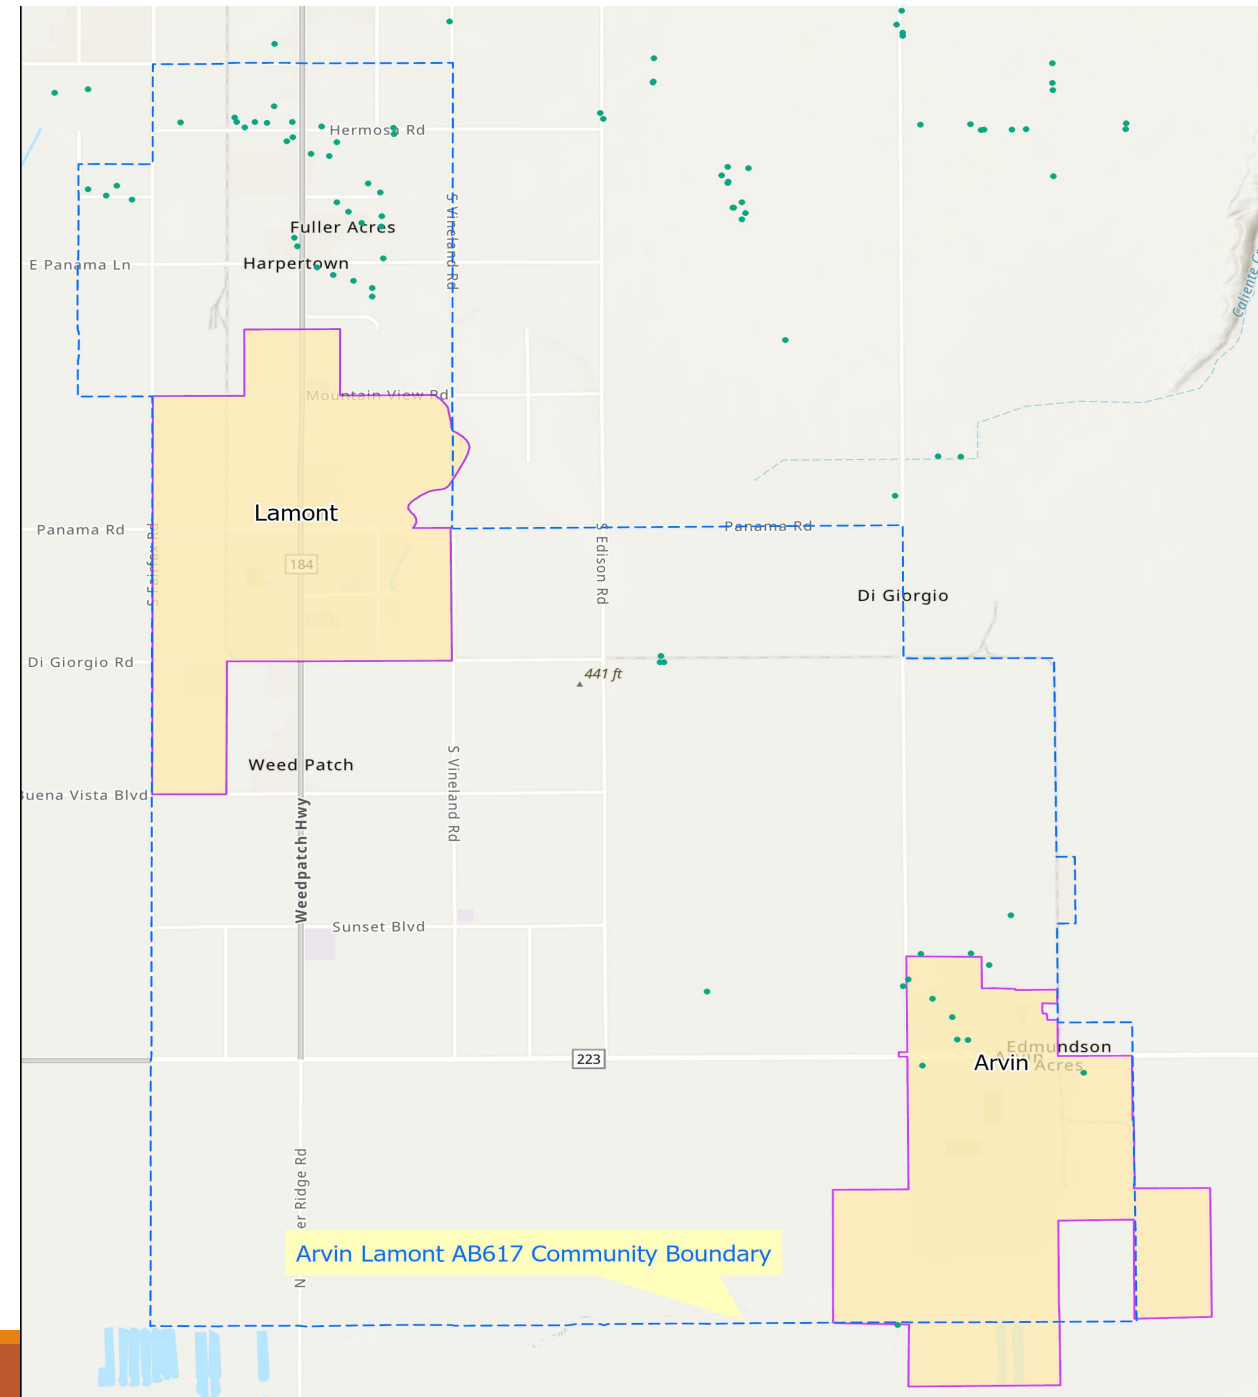 Hermosa Rd
S Vineland Rd
Fuller Acres
E Panama Ln
Harpertown
Caliente
Mountain View Rd
Lamont
Panama Rd
Panama Rd
S Fairfax Rd
S Edison Rd
184
Di Giorgio
Di Giorgio Rd
441 ft
Weed Patch
S Vineland Rd
Buena Vista Blvd
Weedpatch Hwy
Sunset Blvd
223
Edmundson
Acres
Arvin
Arvin
er Ridge Rd
N
Arvin Lamont AB617 Community Boundary